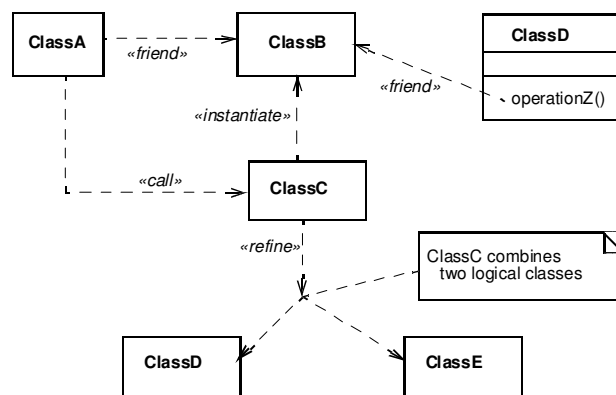 ClassA
«friend»
ClassB
ClassD
operationZ()
«friend»
«instantiate»
«call»
ClassC
«refine»
ClassC combines
two logical classes
ClassD
ClassE